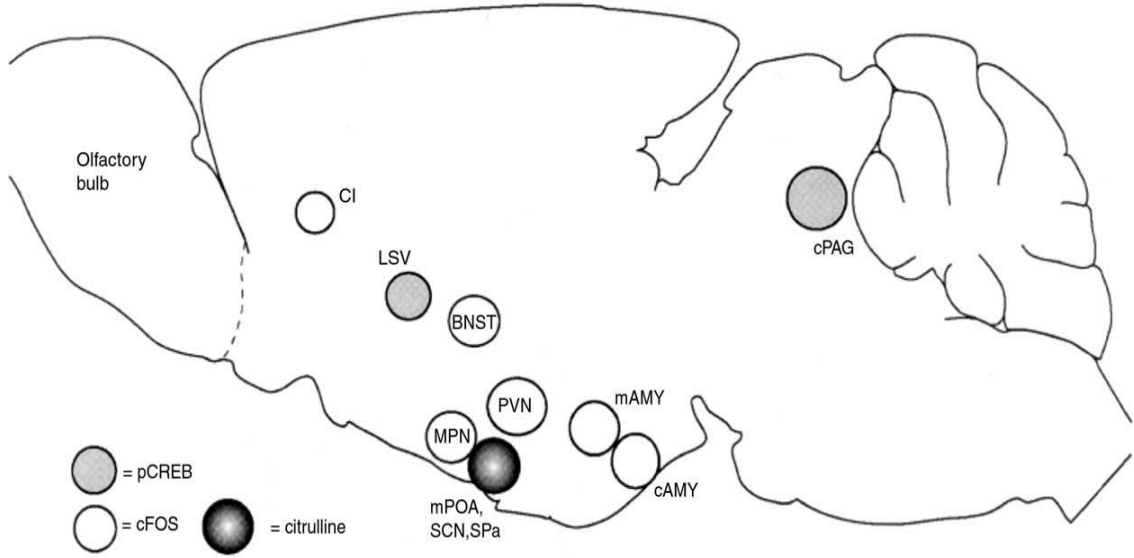 Olfactory
bulb
CI
LSV
BNST
cPAG
PVN
mAMY
MPN
cAMY
mPOA,
SCN,SPa
= pCREB
= cFOS
= citrulline